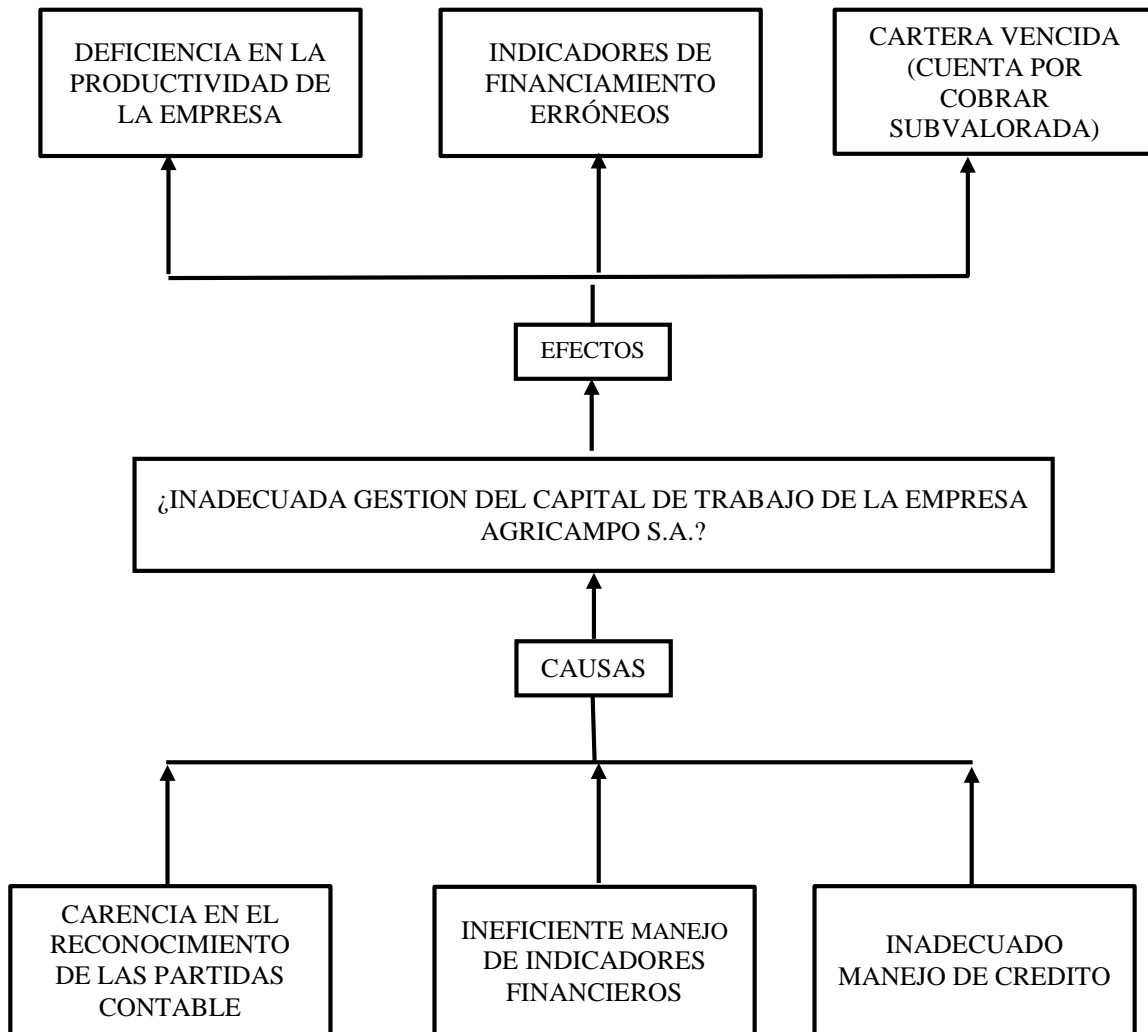 DEFICIENCIA EN LA
PRODUCTIVIDAD DE
LA EMPRESA
INDICADORES DE
FINANCIAMIENTO
ERRÓNEOS
CARTERA VENCIDA
(CUENTA POR
COBRAR
SUBVALORADA)
EFECTOS
¿INADECUADA GESTION DEL CAPITAL DE TRABAJO DE LA EMPRESA
AGRICAMPO S.A.?
CAUSAS
CARENCIA EN EL
RECONOCIMIENTO
DE LAS PARTIDAS
CONTABLE
INEFICIENTE MANEJO
DE INDICADORES
FINANCIEROS
INADECUADO
MANEJO DE CREDITO